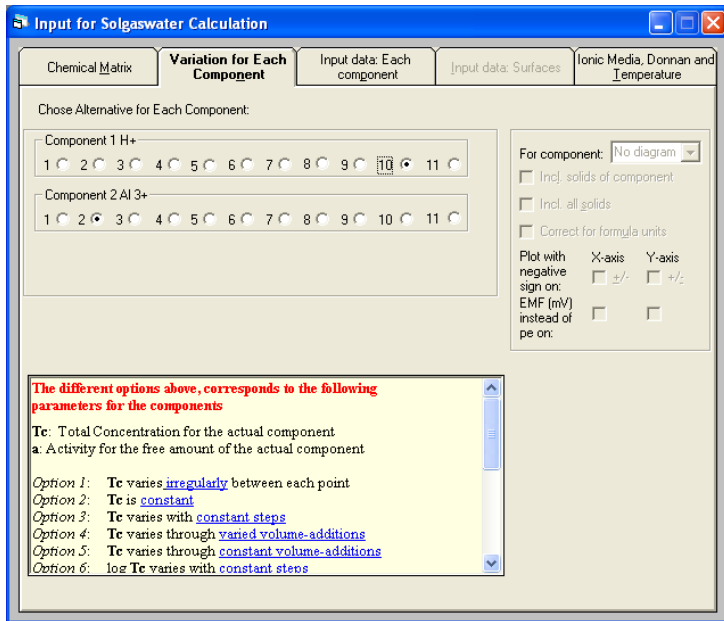 Input for Solgaswater Calculation
Chemical Matrix
Variation for Each Component
Input data: Each component
Input data: Surfaces
Ionic Media, Donnan and Temperature
Chose Alternative for Each Component:
Component 1 H+
1 2 3 4 5 6 7 8 9 10 11
Component 2 Al 3+
1 2 3 4 5 6 7 8 9 10 11
For component: No diagram
Incl. solids of component
Incl. all solids
Correct for formula units
Plot with negative sign on:
X-axis Y-axis
+/- +/-
EMF (mV) instead of pe on:
The different options above, corresponds to the following
parameters for the components
Tc: Total Concentration for the actual component
a: Activity for the free amount of the actual component
Option 1: Tc varies irregularly between each point
Option 2: Tc is constant
Option 3: Tc varies with constant steps
Option 4: Tc varies through varied volume-additions
Option 5: Tc varies through constant volume-additions
Option 6: log Tc varies with constant steps